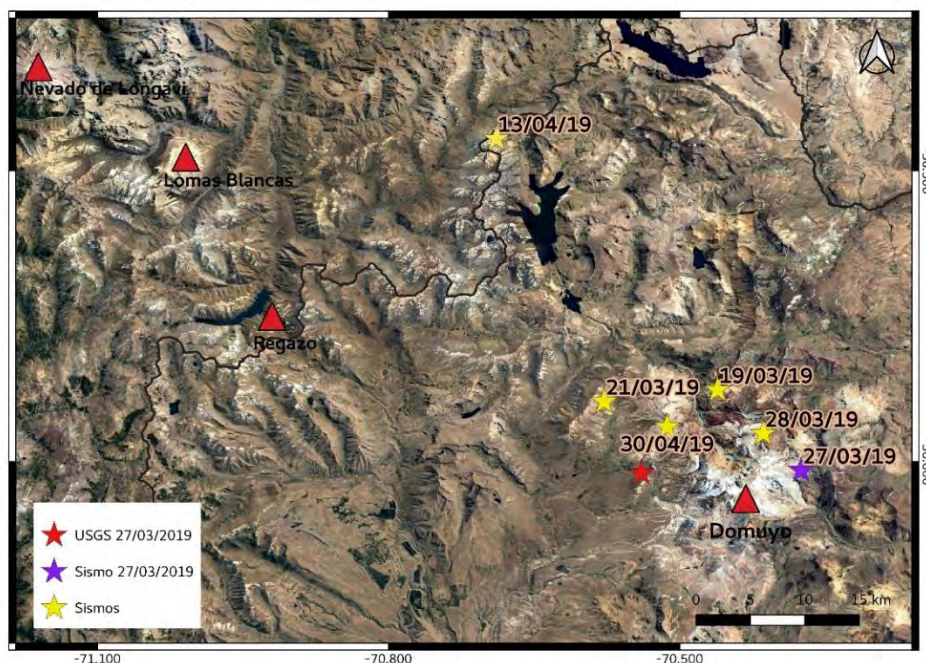 Nevado de Longavi
13/04/19
Lomas Blancas
Regazo
21/03/19
19/03/19
30/04/19
28/03/19
27/03/19
Domuyo
USGS 27/03/2019
Sismo 27/03/2019
Sismos
0 5 10 15 km
-71.100 -70.800 -70.500